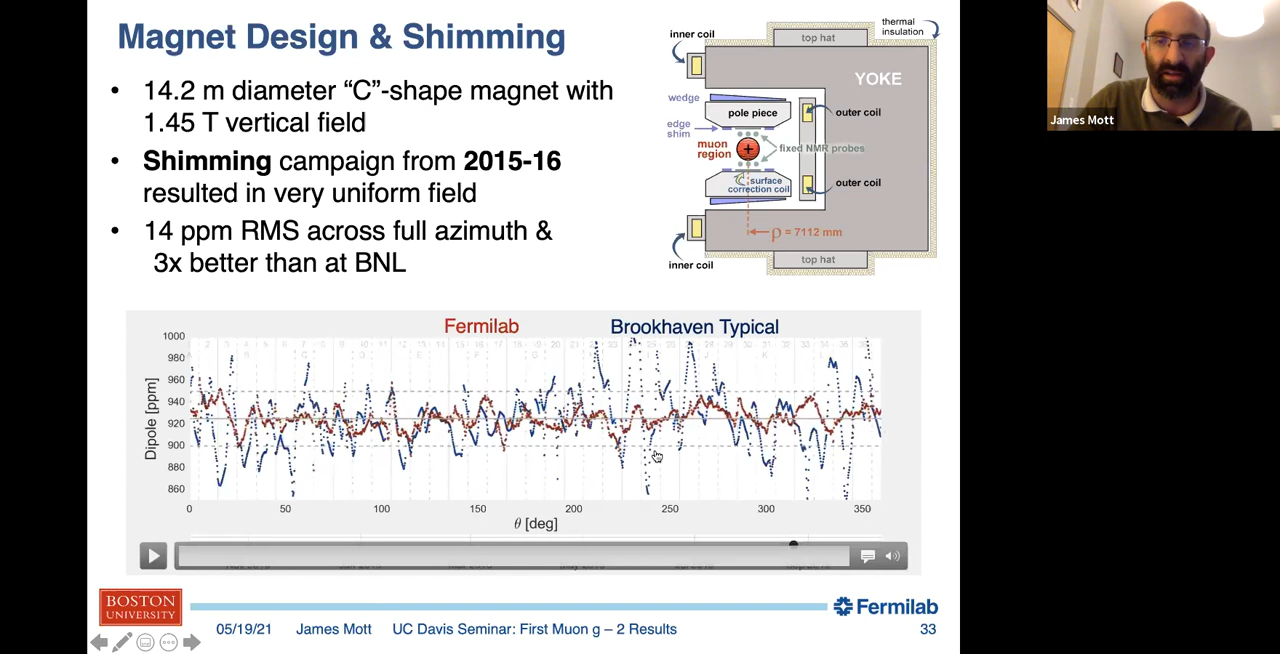 Magnet Design & Shimming
• 14.2 m diameter “C”-shape magnet with
1.45 T vertical field
• Shimming campaign from 2015-16
resulted in very uniform field
• 14 ppm RMS across full azimuth &
3x better than at BNL
inner coil
top hat
thermal
insulation
YOKE
wedge
pole piece
outer coil
edge
shim
muon
region
fixed NMR probes
surface
correction coil
outer coil
ρ = 7112 mm
inner coil
top hat
James Mott
Fermilab
Brookhaven Typical
Dipole [ppm]
1000
980
960
940
920
900
880
860
0
50
100
150
200
250
300
350
θ [deg]
BOSTON
UNIVERSITY
Fermilab
05/19/21
James Mott
UC Davis Seminar: First Muon g – 2 Results
33